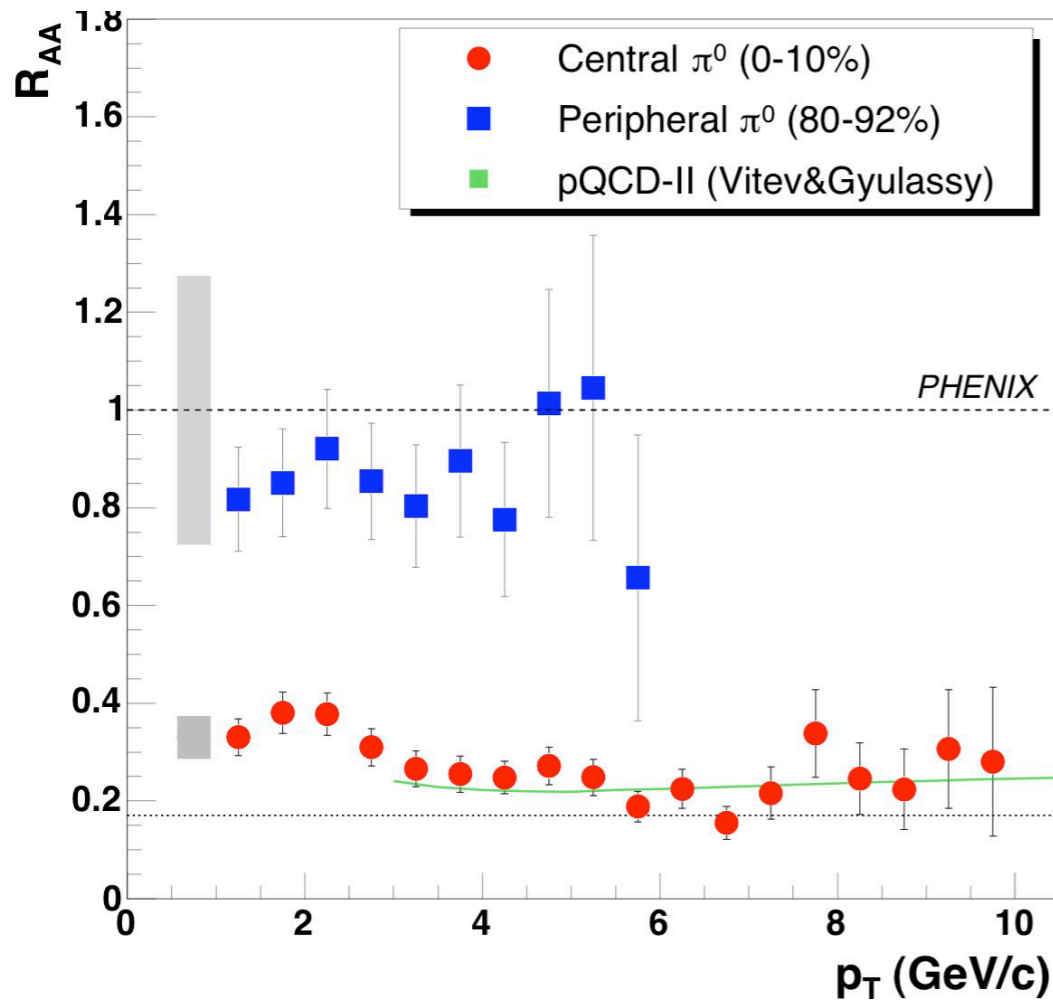 1.8
R_AA
Central π⁰ (0-10%)
1.6
Peripheral π⁰ (80-92%)
pQCD-II (Vitev&Gyulassy)
1.4
1.2
PHENIX
1
0.8
0.6
0.4
0.2
0
0 2 4 6 8 10
p_T (GeV/c)